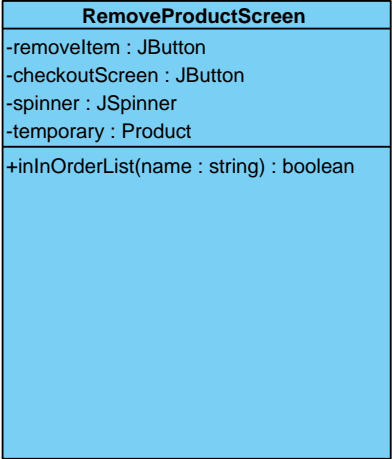 RemoveProductScreen
-removeItem : JButton
-checkoutScreen : JButton
-spinner : JSpinner
-temporary : Product
+inInOrderList(name : string) : boolean